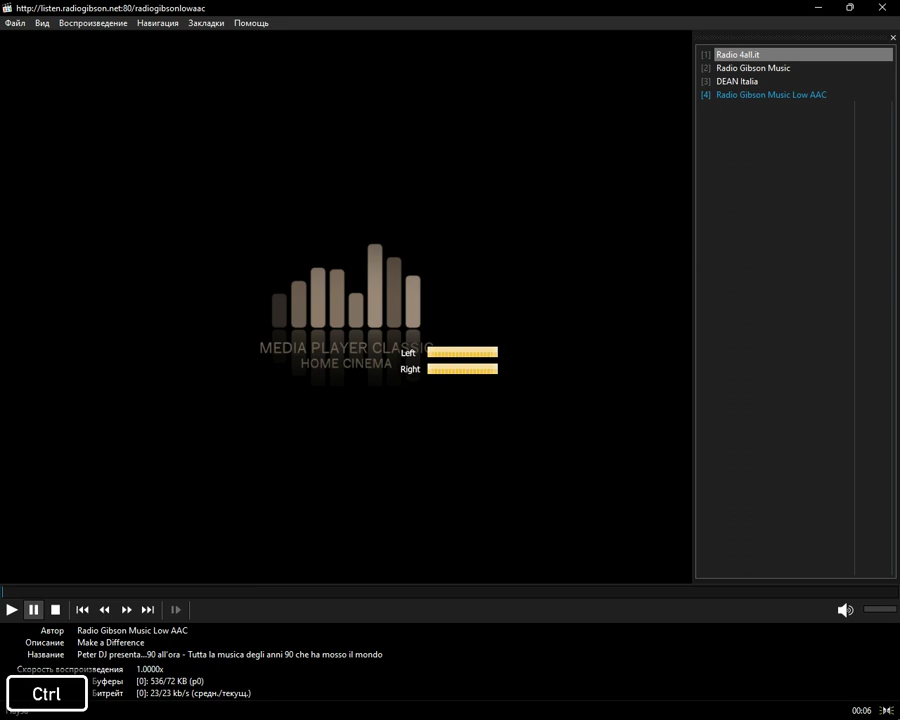 http://listen.radiogibson.net:80/radiogibsonlowaac
Файл Вид Воспроизведение Навигация Закладки Помощь
[1] Radio 4all.it
[2] Radio Gibson Music
[3] DEAN Italia
[4] Radio Gibson Music Low AAC
MEDIA PLAYER CLASSIC
HOME CINEMA
Left
Right
Автор Radio Gibson Music Low AAC
Описание Make a Difference
Название Peter DJ presenta...90 all'ora - Tutta la musica degli anni 90 che ha mosso il mondo
Скорость воспроизведения 1.0000x
Буферы [0]: 536/72 KB (p0)
Битрейт [0]: 23/23 kb/s (средн./текущ.)
Ctrl
00:06